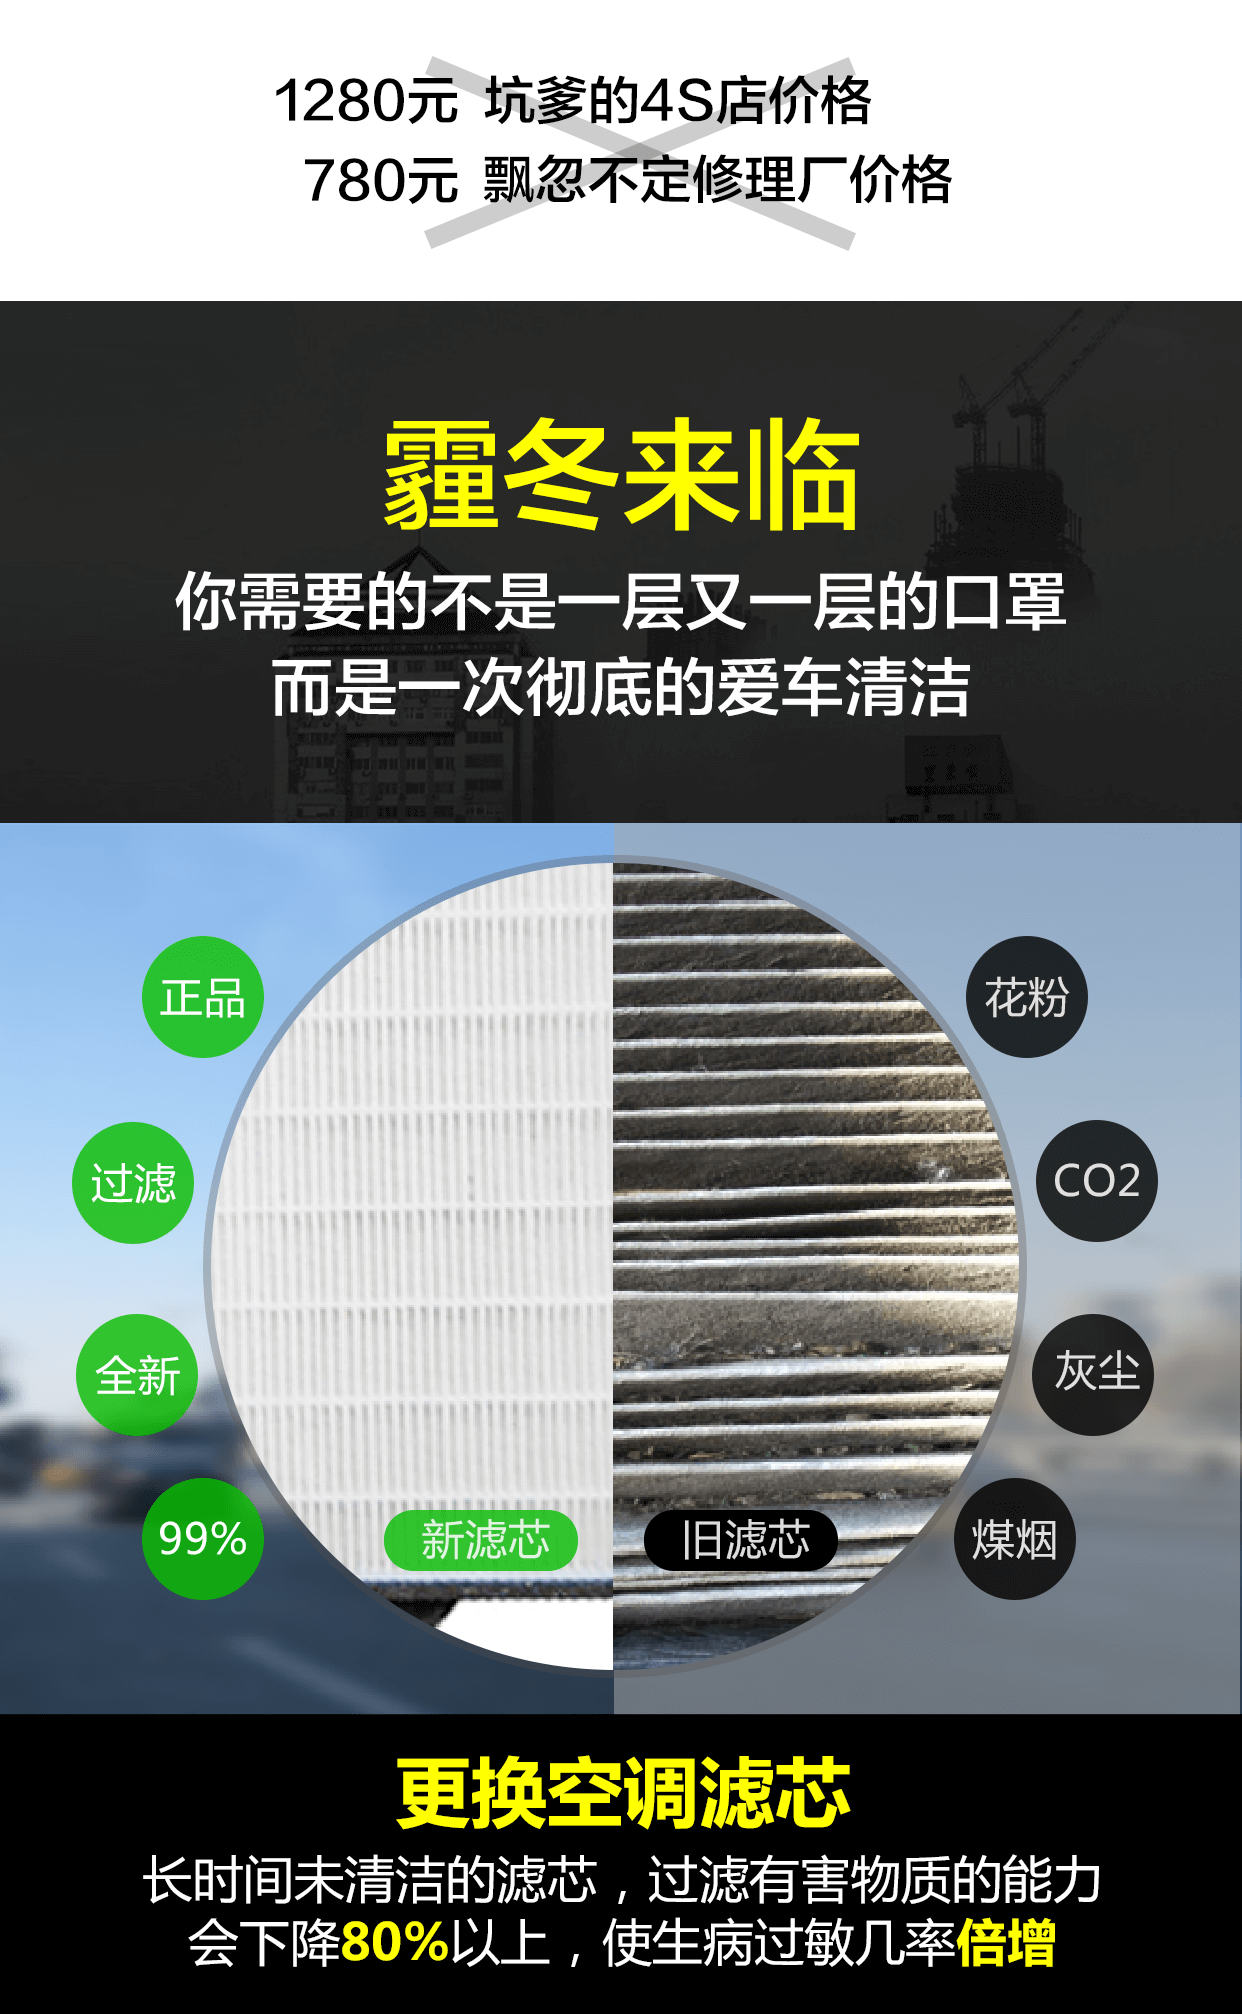 1280元 坑爹的4S店价格
780元 飘忽不定修理厂价格
霾冬来临
你需要的不是一层又一层的口罩
而是一次彻底的爱车清洁
正品
花粉
过滤
CO2
全新
灰尘
99%
新滤芯
旧滤芯
煤烟
更换空调滤芯
长时间未清洁的滤芯，过滤有害物质的能力
会下降80%以上，使生病过敏几率倍增